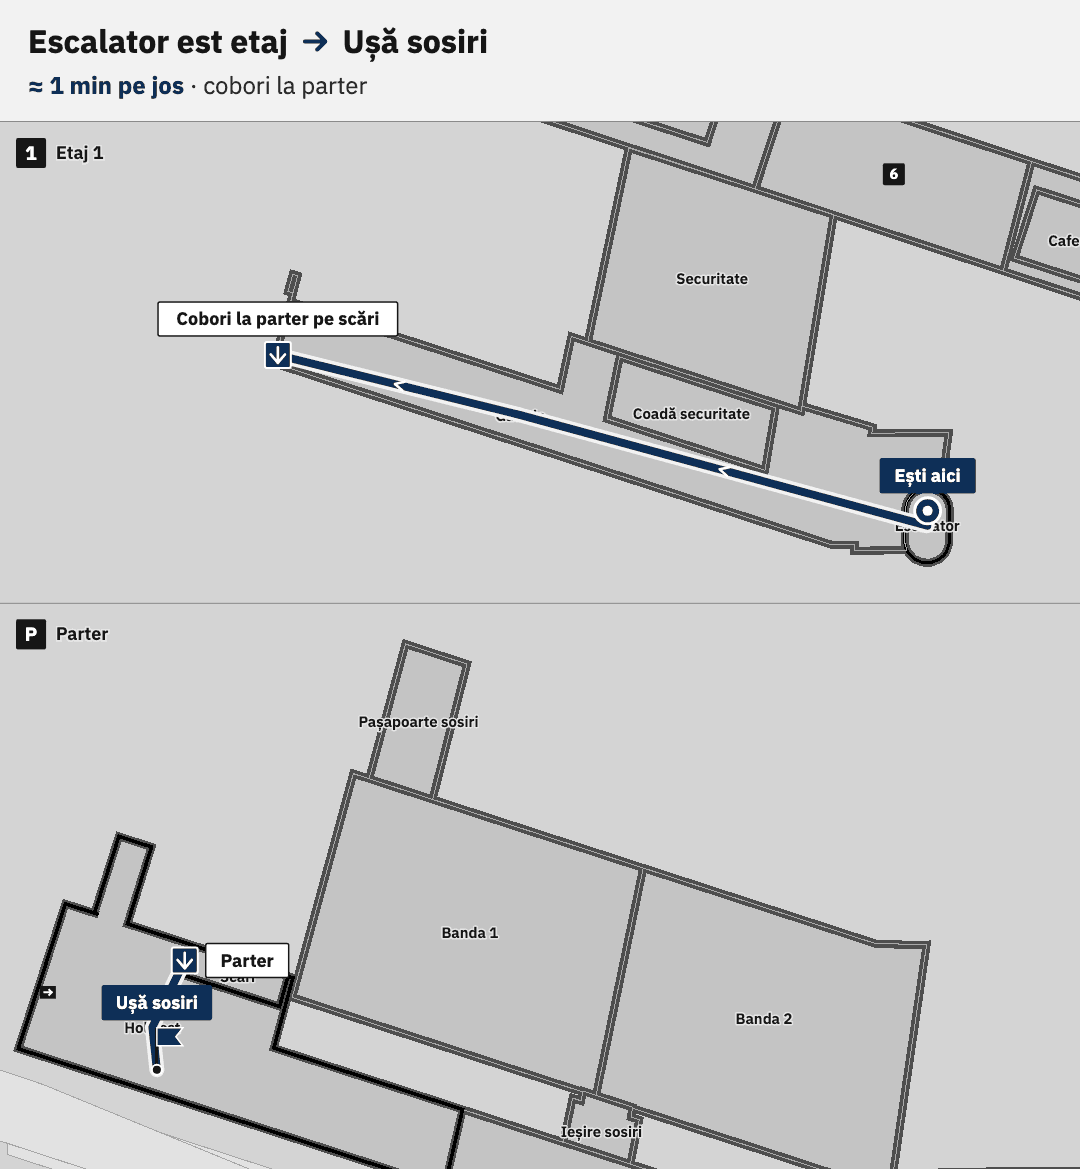 Escalator est etaj → Ușă sosiri
≈ 1 min pe jos · cobori la parter
1 Etaj 1
6
Cafe
Securitate
Cobori la parter pe scări
Coadă securitate
Ești aici
P Parter
Pașapoarte sosiri
Banda 1
Parter
Ușă sosiri
Banda 2
Ieșire sosiri